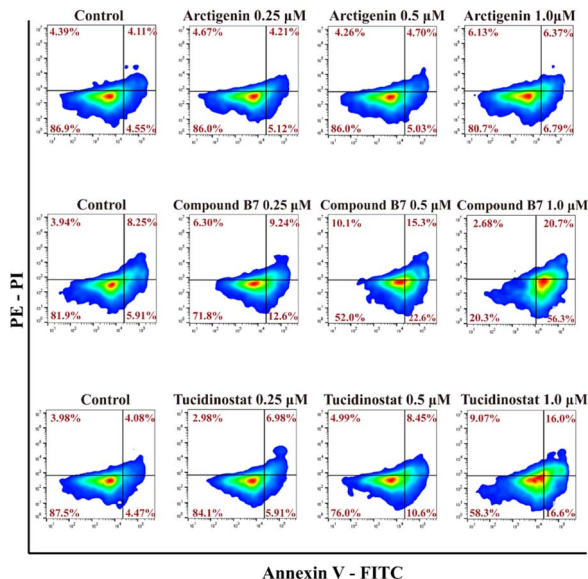 Control Arctigenin 0.25 μM Arctigenin 0.5 μM Arctigenin 1.0μM
4.39% 4.11% 4.67% 4.21% 4.26% 4.70% 6.13% 6.37%
86.9% 4.55% 86.0% 5.12% 86.0% 5.03% 80.7% 6.79%
Control Compound B7 0.25 μM Compound B7 0.5 μM Compound B7 1.0 μM
3.94% 8.25% 6.30% 9.24% 10.1% 15.3% 2.68% 20.7%
81.9% 5.91% 71.8% 12.6% 52.0% 22.6% 20.3% 56.3%
PE - PI
Control Tucidinostat 0.25 μM Tucidinostat 0.5 μM Tucidinostat 1.0 μM
3.98% 4.08% 2.98% 6.98% 4.99% 8.45% 9.07% 16.0%
87.5% 4.47% 84.1% 5.91% 76.0% 10.6% 58.3% 16.6%
Annexin V - FITC